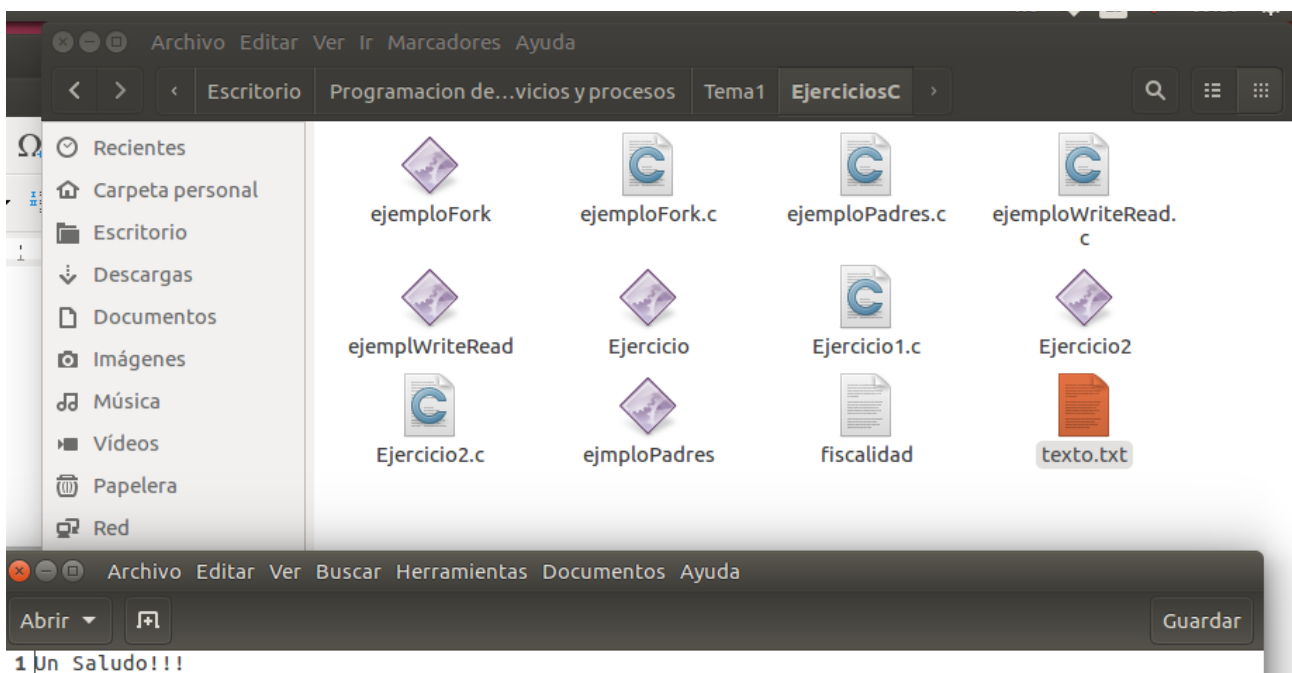 Archivo Editar Ver Ir Marcadores Ayuda
Escritorio Programacion de...vicios y procesos Tema1 EjerciciosC
Recientes
Carpeta personal
Escritorio
Descargas
Documentos
Imágenes
Música
Vídeos
Papelera
Red
ejemploFork ejemploFork.c ejemploPadres.c ejemploWriteRead.
c
ejemplWriteRead Ejercicio Ejercicio1.c Ejercicio2
Ejercicio2.c ejmploPadres fiscalidad texto.txt
Archivo Editar Ver Buscar Herramientas Documentos Ayuda
Abrir Guardar
1 Un Saludo!!!